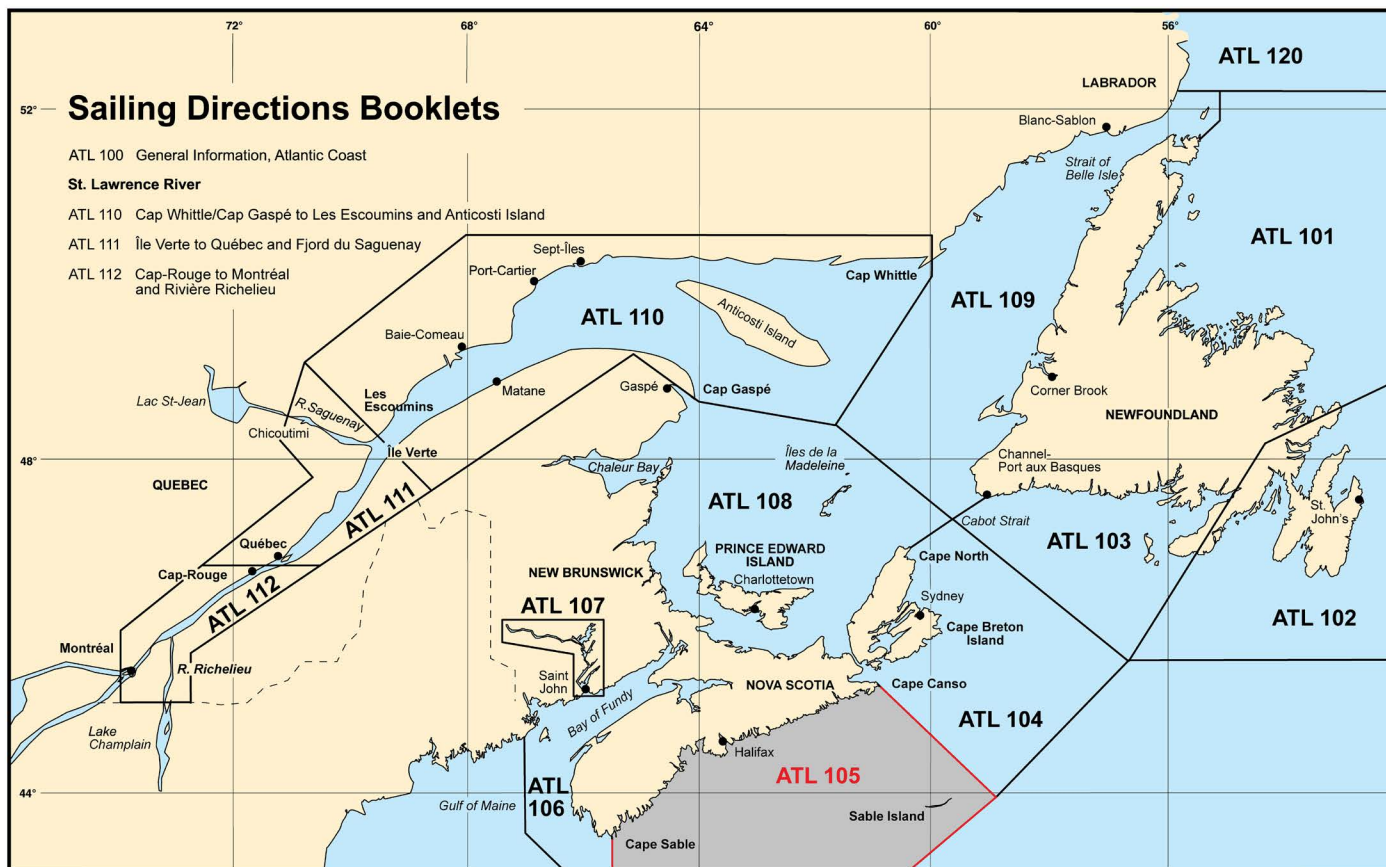 72°
68°
64°
60°
56°
ATL 120
LABRADOR
52°
Sailing Directions Booklets
Blanc-Sablon
ATL 100 General Information, Atlantic Coast
Strait of
Belle Isle
St. Lawrence River
ATL 110 Cap Whittle/Cap Gaspé to Les Escoumins and Anticosti Island
ATL 101
ATL 111 Île Verte to Québec and Fjord du Saguenay
Sept-Îles
Port-Cartier
Cap Whittle
ATL 112 Cap-Rouge to Montréal
and Rivière Richelieu
ATL 109
ATL 110
Anticosti Island
Baie-Comeau
Matane
Gaspé
Cap Gaspé
Corner Brook
Les
Escoumins
Lac St-Jean
R.Saguenay
Chicoutimi
NEWFOUNDLAND
Île Verte
Îles de la
Madeleine
Channel-
Port aux Basques
Chaleur Bay
QUEBEC
48°
ATL 111
ATL 108
St.
John's
Cabot Strait
ATL 103
Québec
Cap-Rouge
PRINCE EDWARD
ISLAND
Cape North
NEW BRUNSWICK
Charlottetown
ATL 112
ATL 107
Sydney
Cape Breton
Island
ATL 102
Montréal
R. Richelieu
Saint
John
NOVA SCOTIA
Cape Canso
Bay of Fundy
ATL 104
Lake
Champlain
Halifax
ATL 105
44°
ATL
106
Gulf of Maine
Sable Island
Cape Sable